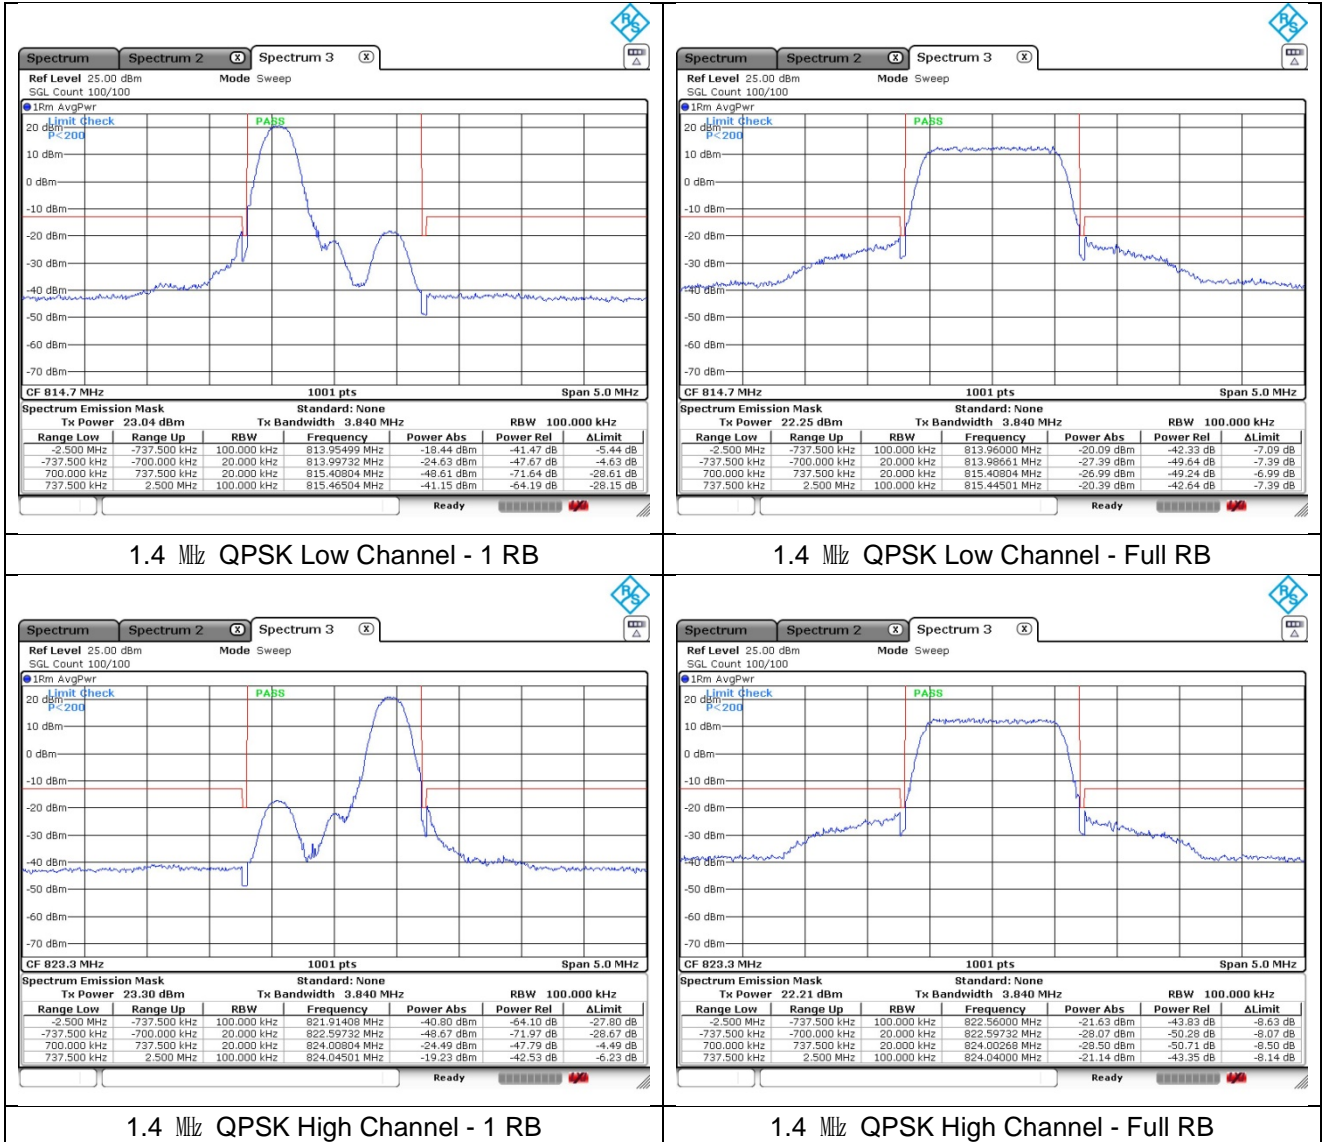 R&S
Spectrum Spectrum 2 X Spectrum 3 X
Ref Level 25.00 dBm Mode Sweep
SGL Count 100/100
1Rm AvgPwr
Limit Check PASS
20 dBm
P<200
10 dBm
0 dBm
-10 dBm
-20 dBm
-30 dBm
-40 dBm
-50 dBm
-60 dBm
-70 dBm
CF 814.7 MHz 1001 pts Span 5.0 MHz
Spectrum Emission Mask Standard: None
Tx Power 23.04 dBm Tx Bandwidth 3.840 MHz RBW 100.000 kHz
Range Low Range Up RBW Frequency Power Abs Power Rel ΔLimit
-2.500 MHz -737.500 kHz 100.000 kHz 813.95499 MHz -18.44 dBm -41.47 dB -5.44 dB
-737.500 kHz -700.000 kHz 20.000 kHz 813.99732 MHz -24.63 dBm -47.67 dB -4.63 dB
700.000 kHz 737.500 kHz 20.000 kHz 815.40804 MHz -48.61 dBm -71.64 dB -28.61 dB
737.500 kHz 2.500 MHz 100.000 kHz 815.46504 MHz -41.15 dBm -64.19 dB -28.15 dB
Ready
1.4 ㎒ QPSK Low Channel - 1 RB
R&S
Spectrum Spectrum 2 X Spectrum 3 X
Ref Level 25.00 dBm Mode Sweep
SGL Count 100/100
1Rm AvgPwr
Limit Check PASS
20 dBm
P<200
10 dBm
0 dBm
-10 dBm
-20 dBm
-30 dBm
-40 dBm
-50 dBm
-60 dBm
-70 dBm
CF 814.7 MHz 1001 pts Span 5.0 MHz
Spectrum Emission Mask Standard: None
Tx Power 22.25 dBm Tx Bandwidth 3.840 MHz RBW 100.000 kHz
Range Low Range Up RBW Frequency Power Abs Power Rel ΔLimit
-2.500 MHz -737.500 kHz 100.000 kHz 813.96000 MHz -20.09 dBm -42.33 dB -7.09 dB
-737.500 kHz -700.000 kHz 20.000 kHz 813.98661 MHz -27.39 dBm -49.64 dB -7.39 dB
700.000 kHz 737.500 kHz 20.000 kHz 815.40804 MHz -26.99 dBm -49.24 dB -6.99 dB
737.500 kHz 2.500 MHz 100.000 kHz 815.44501 MHz -20.39 dBm -42.64 dB -7.39 dB
Ready
1.4 ㎒ QPSK Low Channel - Full RB
R&S
Spectrum Spectrum 2 X Spectrum 3 X
Ref Level 25.00 dBm Mode Sweep
SGL Count 100/100
1Rm AvgPwr
Limit Check PASS
20 dBm
P<200
10 dBm
0 dBm
-10 dBm
-20 dBm
-30 dBm
-40 dBm
-50 dBm
-60 dBm
-70 dBm
CF 823.3 MHz 1001 pts Span 5.0 MHz
Spectrum Emission Mask Standard: None
Tx Power 23.30 dBm Tx Bandwidth 3.840 MHz RBW 100.000 kHz
Range Low Range Up RBW Frequency Power Abs Power Rel ΔLimit
-2.500 MHz -737.500 kHz 100.000 kHz 821.91408 MHz -40.80 dBm -64.10 dB -27.80 dB
-737.500 kHz -700.000 kHz 20.000 kHz 822.59732 MHz -48.67 dBm -71.97 dB -28.67 dB
700.000 kHz 737.500 kHz 20.000 kHz 824.00804 MHz -24.49 dBm -47.79 dB -4.49 dB
737.500 kHz 2.500 MHz 100.000 kHz 824.04501 MHz -19.23 dBm -42.53 dB -6.23 dB
Ready
1.4 ㎒ QPSK High Channel - 1 RB
R&S
Spectrum Spectrum 2 X Spectrum 3 X
Ref Level 25.00 dBm Mode Sweep
SGL Count 100/100
1Rm AvgPwr
Limit Check PASS
20 dBm
P<200
10 dBm
0 dBm
-10 dBm
-20 dBm
-30 dBm
-40 dBm
-50 dBm
-60 dBm
-70 dBm
CF 823.3 MHz 1001 pts Span 5.0 MHz
Spectrum Emission Mask Standard: None
Tx Power 22.21 dBm Tx Bandwidth 3.840 MHz RBW 100.000 kHz
Range Low Range Up RBW Frequency Power Abs Power Rel ΔLimit
-2.500 MHz -737.500 kHz 100.000 kHz 822.56000 MHz -21.63 dBm -43.83 dB -8.63 dB
-737.500 kHz -700.000 kHz 20.000 kHz 822.59732 MHz -28.07 dBm -50.28 dB -8.07 dB
700.000 kHz 737.500 kHz 20.000 kHz 824.00268 MHz -28.50 dBm -50.71 dB -8.50 dB
737.500 kHz 2.500 MHz 100.000 kHz 824.04000 MHz -21.14 dBm -43.35 dB -8.14 dB
Ready
1.4 ㎒ QPSK High Channel - Full RB